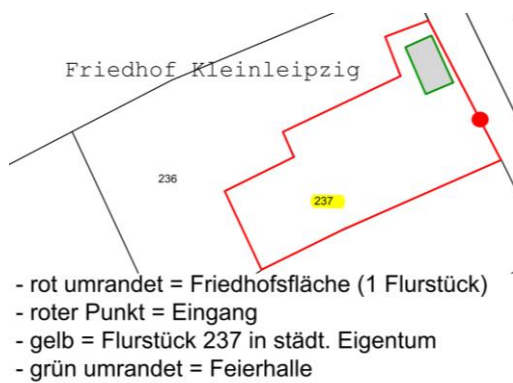 Friedhof Kleinleipzig
236
237
- rot umrandet = Friedhofsfläche (1 Flurstück)
- roter Punkt = Eingang
- gelb = Flurstück 237 in städt. Eigentum
- grün umrandet = Feierhalle